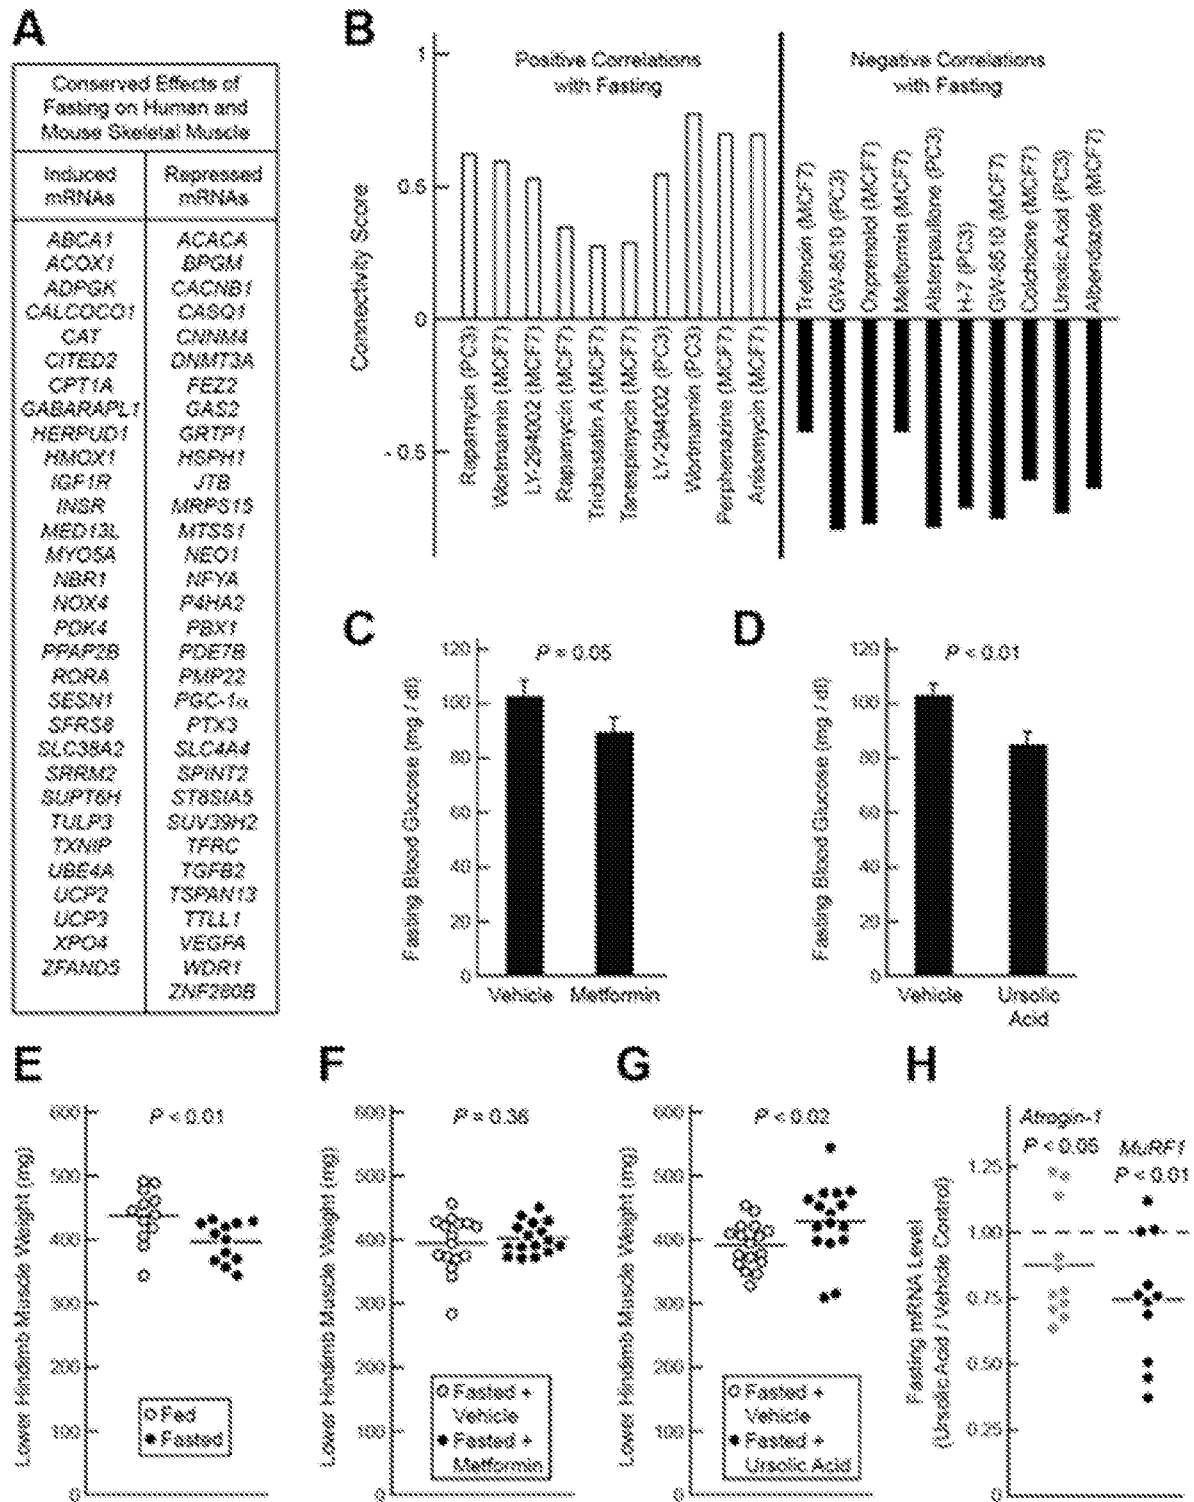 A
Conserved Effects of
Fasting on Human and
Mouse Skeletal Muscle
Induced
mRNAs
Repressed
mRNAs
ABCA1
ACOX1
ADPGK
CALCOCO1
CAT
CITED2
CPT1A
GABARAPL1
HERPUD1
HMOX1
IGF1R
INSR
MED13L
MYO5A
NBR1
NOX4
PDK4
PPAP2B
RORA
SESN1
SFRS8
SLC38A2
SRRM2
SUPT6H
TULP3
TXNIP
UBE4A
UCP2
UCP3
XPO4
ZFAND5
ACACA
BPGM
CACNB1
CASQ1
CNNM4
DNMT3A
FEZ2
GAS2
GRTP1
HSPH1
JTB
MRPS15
MTSS1
NEO1
NFYA
P4HA2
PBX1
PDE7B
PMP22
PGC-1α
PTX3
SLC4A4
SPINT2
ST8SIA5
SUV39H2
TFRC
TGFB2
TSPAN13
TTLL1
VEGFA
WDR1
ZNF280B
B
Connectivity Score
1
0.5
0
- 0.5
Positive Correlations
with Fasting
Negative Correlations
with Fasting
Rapamycin (PC3)
Wortmannin (MCF7)
LY-294002 (MCF7)
Rapamycin (MCF7)
Trichostatin A (MCF7)
Tanespimycin (MCF7)
LY-294002 (PC3)
Wortmannin (PC3)
Perphenazine (MCF7)
Anisomycin (MCF7)
Tretinoin (MCF7)
GW-8510 (PC3)
Oxprenolol (MCF7)
Metformin (MCF7)
Alsterpaullone (PC3)
H-7 (PC3)
GW-8510 (MCF7)
Colchicine (MCF7)
Ursolic Acid (PC3)
Albendazole (MCF7)
C
Fasting Blood Glucose (mg / dl)
120
100
80
60
40
20
0
P = 0.05
Vehicle
Metformin
D
Fasting Blood Glucose (mg / dl)
120
100
80
60
40
20
0
P < 0.01
Vehicle
Ursolic
Acid
E
Lower Hindlimb Muscle Weight (mg)
600
500
400
300
200
100
0
P < 0.01
Fed
Fasted
F
Lower Hindlimb Muscle Weight (mg)
600
500
400
300
200
100
0
P = 0.36
Fasted +
Vehicle
Fasted +
Metformin
G
Lower Hindlimb Muscle Weight (mg)
600
500
400
300
200
100
0
P < 0.02
Fasted +
Vehicle
Fasted +
Ursolic Acid
H
Fasting mRNA Level
(Ursolic Acid / Vehicle Control)
1.25
1.00
0.75
0.50
0.25
0
Atrogin-1
P < 0.05
MuRF1
P < 0.01